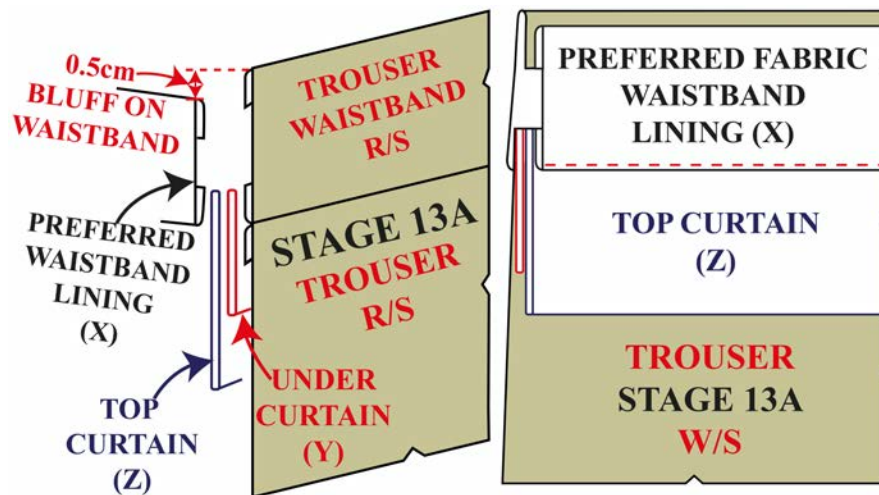 0.5cm
BLUFF ON
WAISTBAND
PREFERRED
WAISTBAND
LINING
(X)
TOP
CURTAIN
(Z)
UNDER
CURTAIN
(Y)
TROUSER
WAISTBAND
R/S
STAGE 13A
TROUSER
R/S
PREFERRED FABRIC
WAISTBAND
LINING (X)
TOP CURTAIN
(Z)
TROUSER
STAGE 13A
W/S